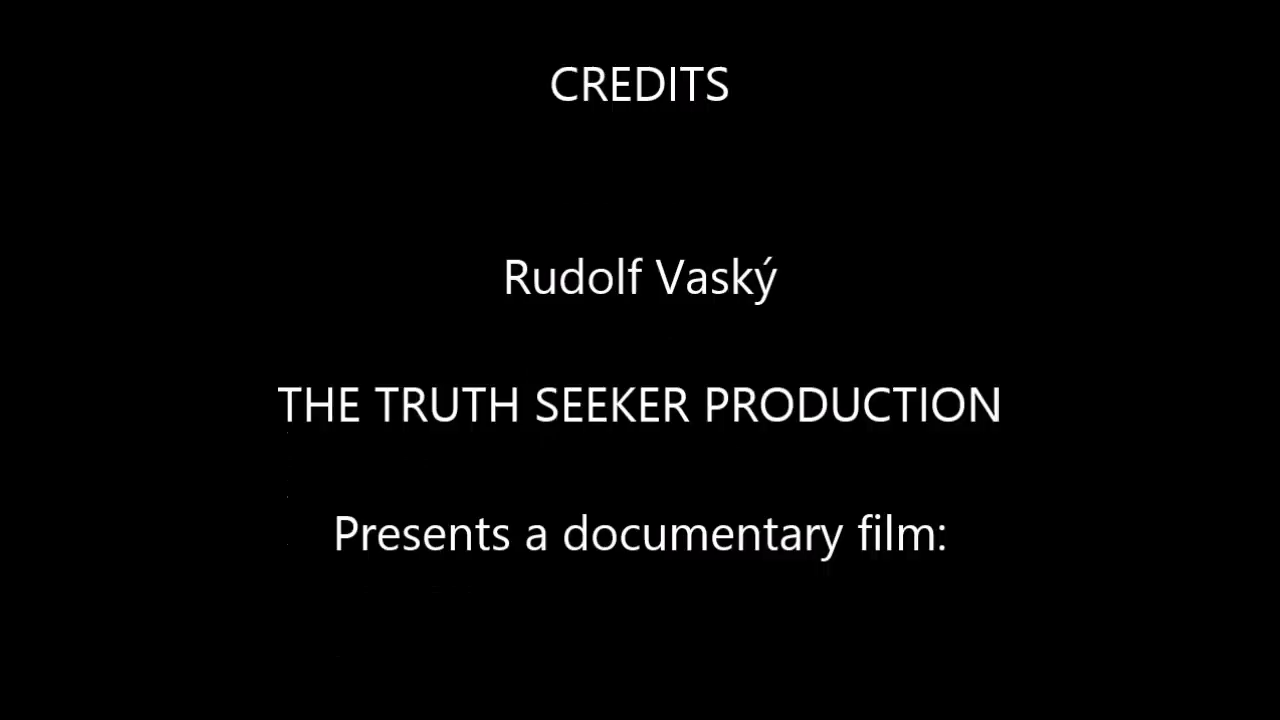 CREDITS
Rudolf Vaský
THE TRUTH SEEKER PRODUCTION
Presents a documentary film: